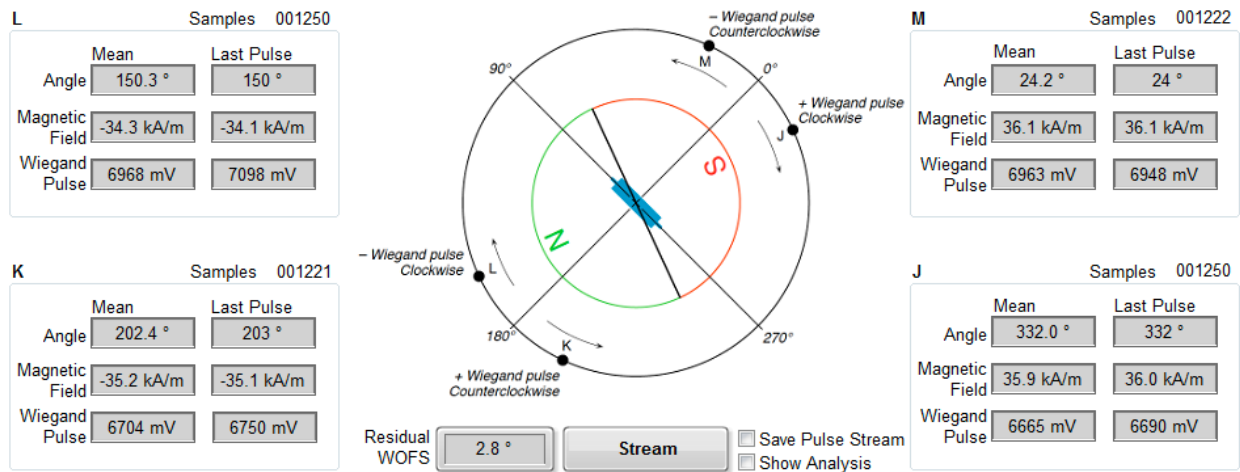 L Samples 001250
Mean Last Pulse
Angle 150.3 ° 150 °
Magnetic Field -34.3 kA/m -34.1 kA/m
Wiegand Pulse 6968 mV 7098 mV
K Samples 001221
Mean Last Pulse
Angle 202.4 ° 203 °
Magnetic Field -35.2 kA/m -35.1 kA/m
Wiegand Pulse 6704 mV 6750 mV
– Wiegand pulse
Counterclockwise
M
90°
0°
+ Wiegand pulse
Clockwise
J
S
N
– Wiegand pulse
Clockwise
L
180°
K
270°
+ Wiegand pulse
Counterclockwise
Residual
WOFS
2.8 °
Stream
Save Pulse Stream
Show Analysis
M Samples 001222
Mean Last Pulse
Angle 24.2 ° 24 °
Magnetic Field 36.1 kA/m 36.1 kA/m
Wiegand Pulse 6963 mV 6948 mV
J Samples 001250
Mean Last Pulse
Angle 332.0 ° 332 °
Magnetic Field 35.9 kA/m 36.0 kA/m
Wiegand Pulse 6665 mV 6690 mV